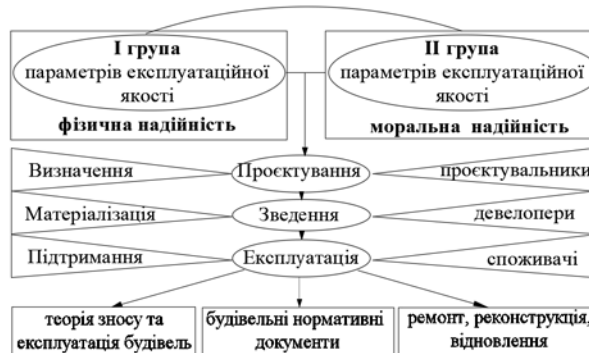 І група
параметрів експлуатаційної
якості
фізична надійність
ІІ група
параметрів експлуатаційної
якості
моральна надійність
Визначення
Проєктування
проєктувальники
Матеріалізація
Зведення
девелопери
Підтримання
Експлуатація
споживачі
теорія зносу та
експлуатація будівель
будівельні нормативні
документи
ремонт, реконструкція,
відновлення